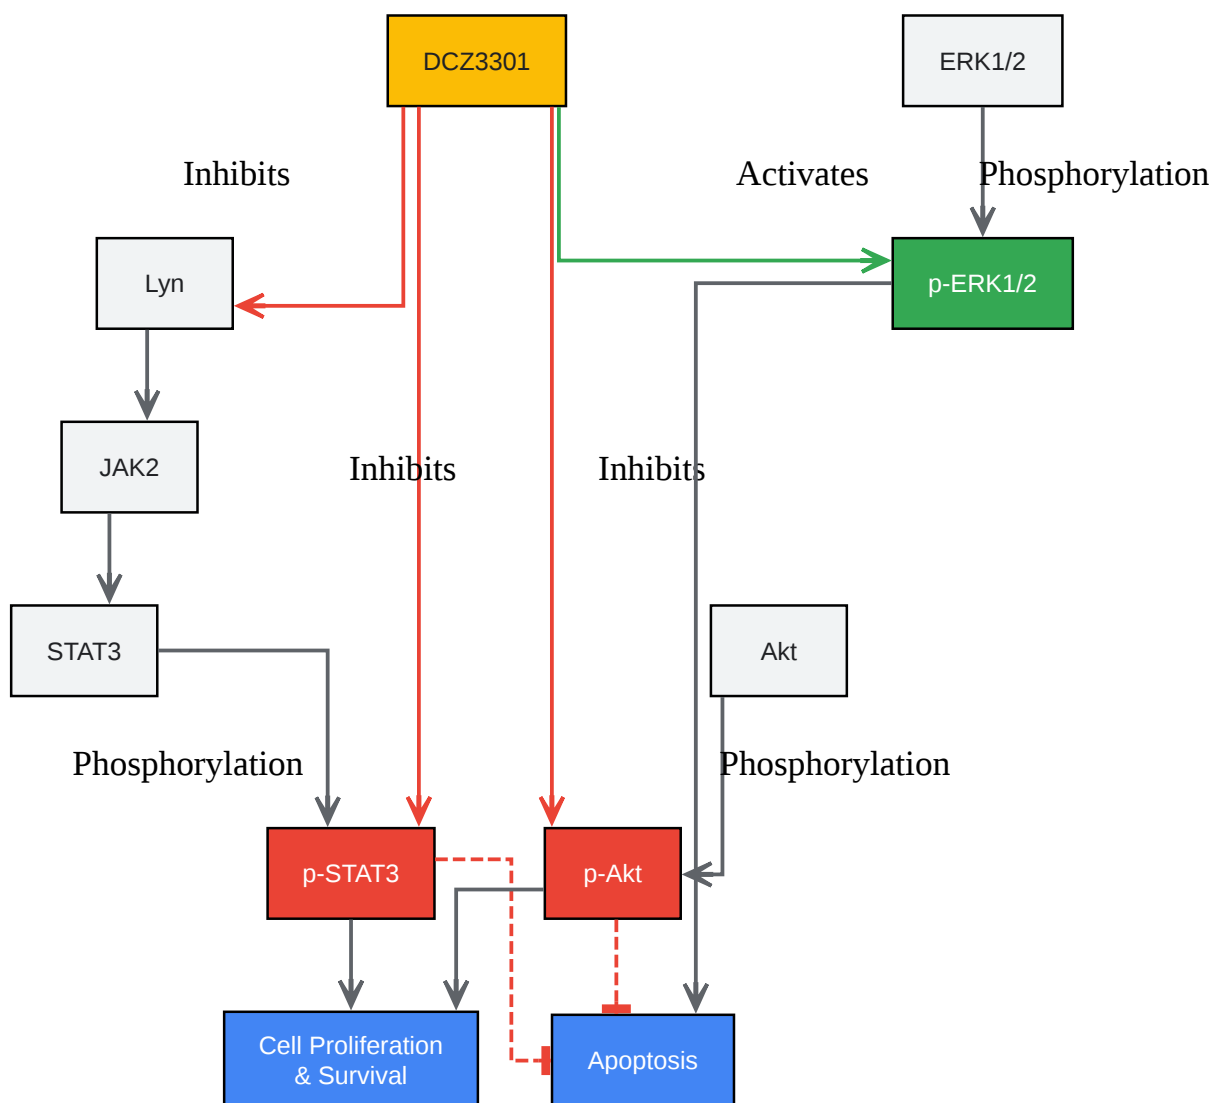 DCZ3301
ERK1/2
Inhibits
Activates
Phosphorylation
Lyn
p-ERK1/2
JAK2
Inhibits
Inhibits
STAT3
Akt
Phosphorylation
Phosphorylation
p-STAT3
p-Akt
Cell Proliferation
& Survival
Apoptosis